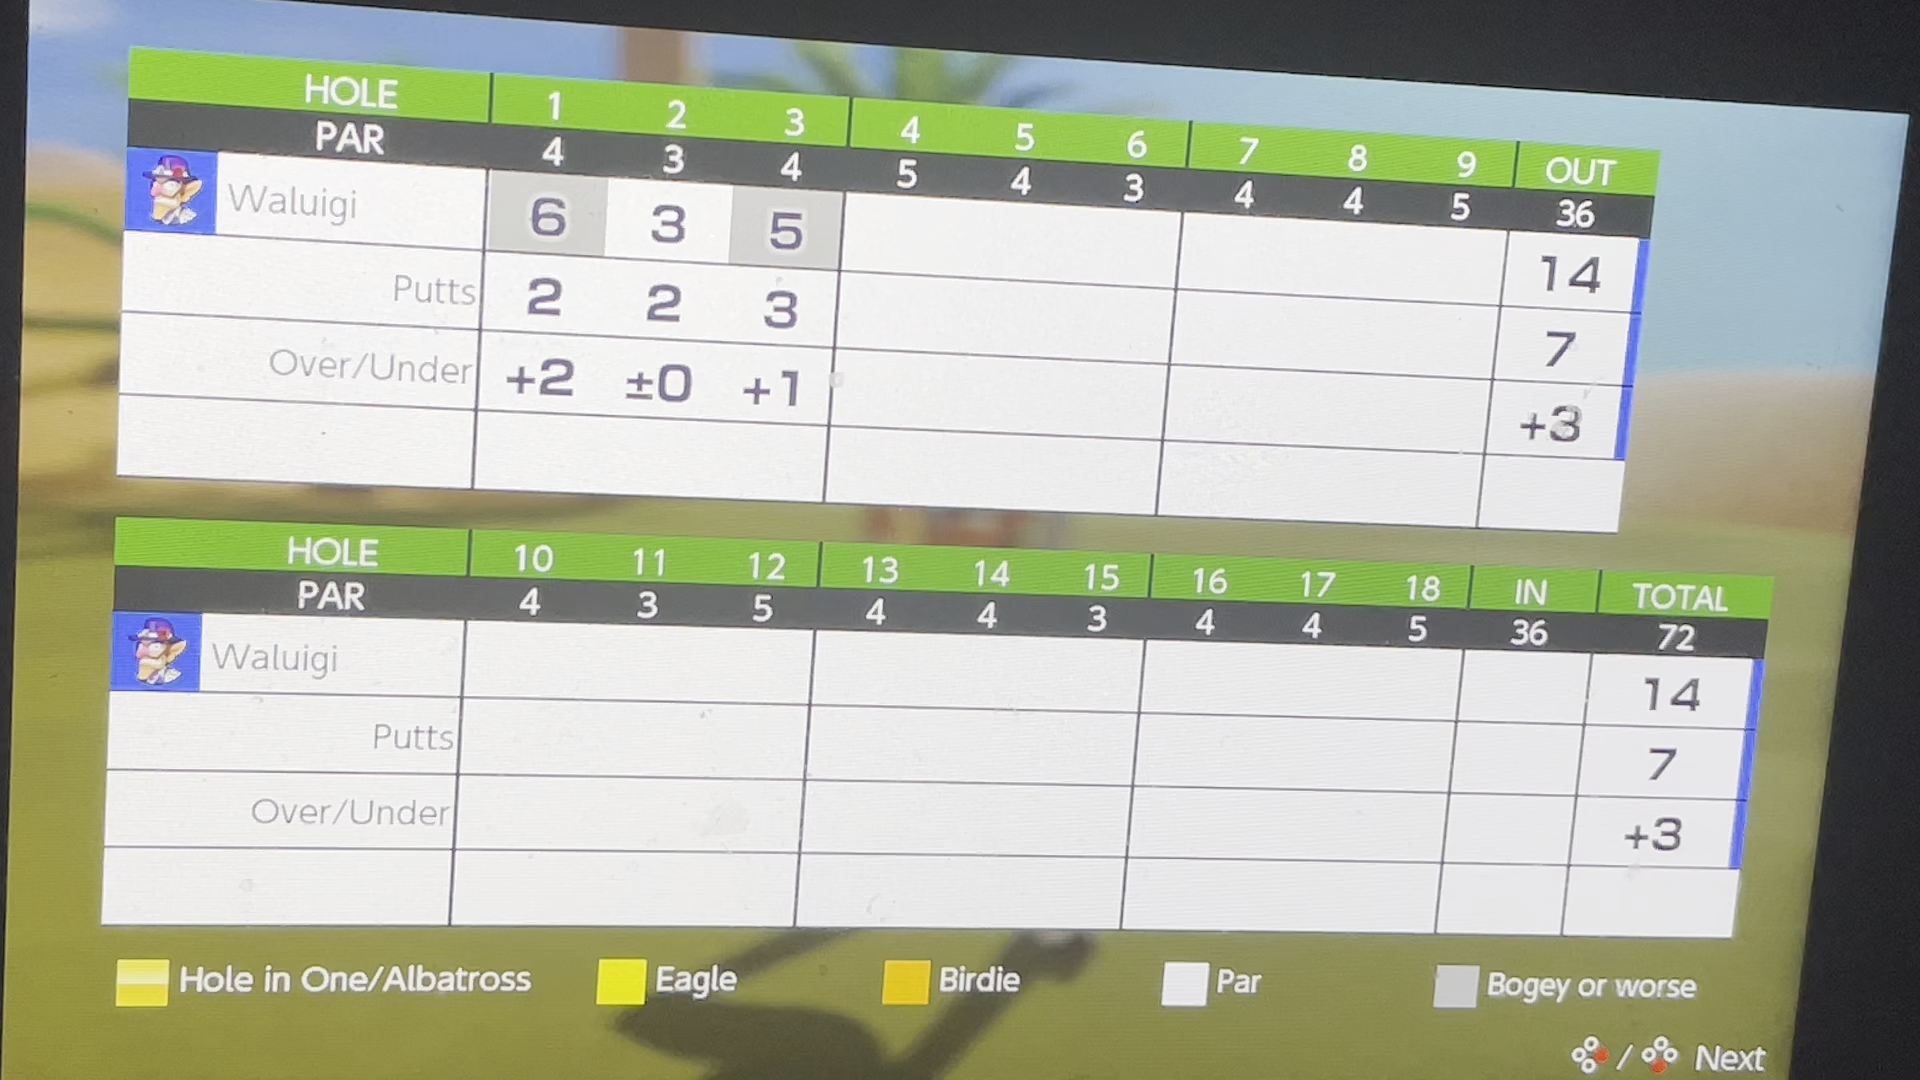 HOLE 1 2 3 4 5 6 7 8 9 OUT
PAR 4 3 4 5 4 3 4 4 5 36
Waluigi 6 3 5 14
Putts 2 2 3 7
Over/Under +2 ±0 +1 +3
HOLE 10 11 12 13 14 15 16 17 18 IN TOTAL
PAR 4 3 5 4 4 3 4 4 5 36 72
Waluigi 14
Putts 7
Over/Under +3
Hole in One/Albatross Eagle Birdie Par Bogey or worse
/ Next